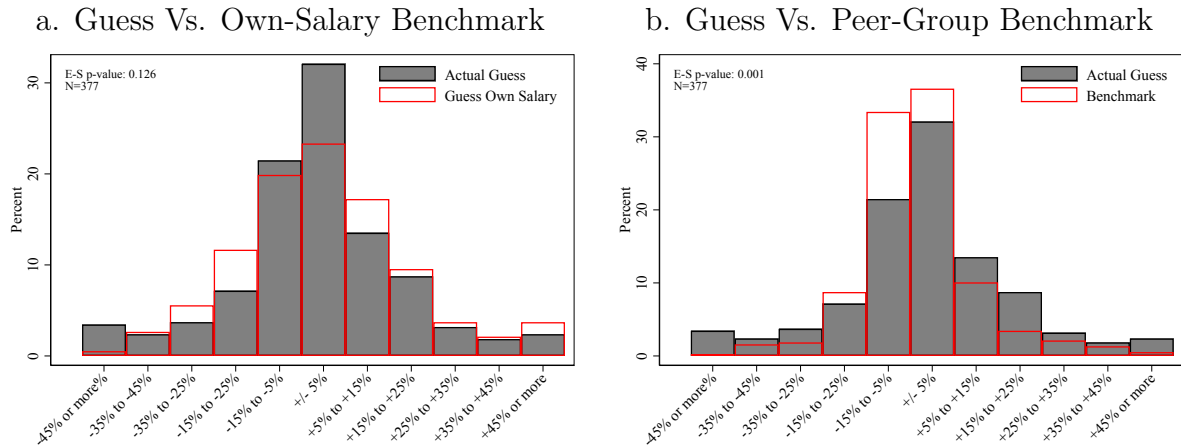 a. Guess Vs. Own-Salary Benchmark
E-S p-value: 0.126
N=377
Actual Guess
Guess Own Salary
Percent
30
20
10
0
-45% or more%
-35% to -45%
-35% to -25%
-15% to -25%
-15% to -5%
+/- 5%
+5% to +15%
+15% to +25%
+25% to +35%
+35% to +45%
+45% or more
b. Guess Vs. Peer-Group Benchmark
E-S p-value: 0.001
N=377
Actual Guess
Benchmark
Percent
40
30
20
10
0
-45% or more%
-35% to -45%
-35% to -25%
-15% to -25%
-15% to -5%
+/- 5%
+5% to +15%
+15% to +25%
+25% to +35%
+35% to +45%
+45% or more